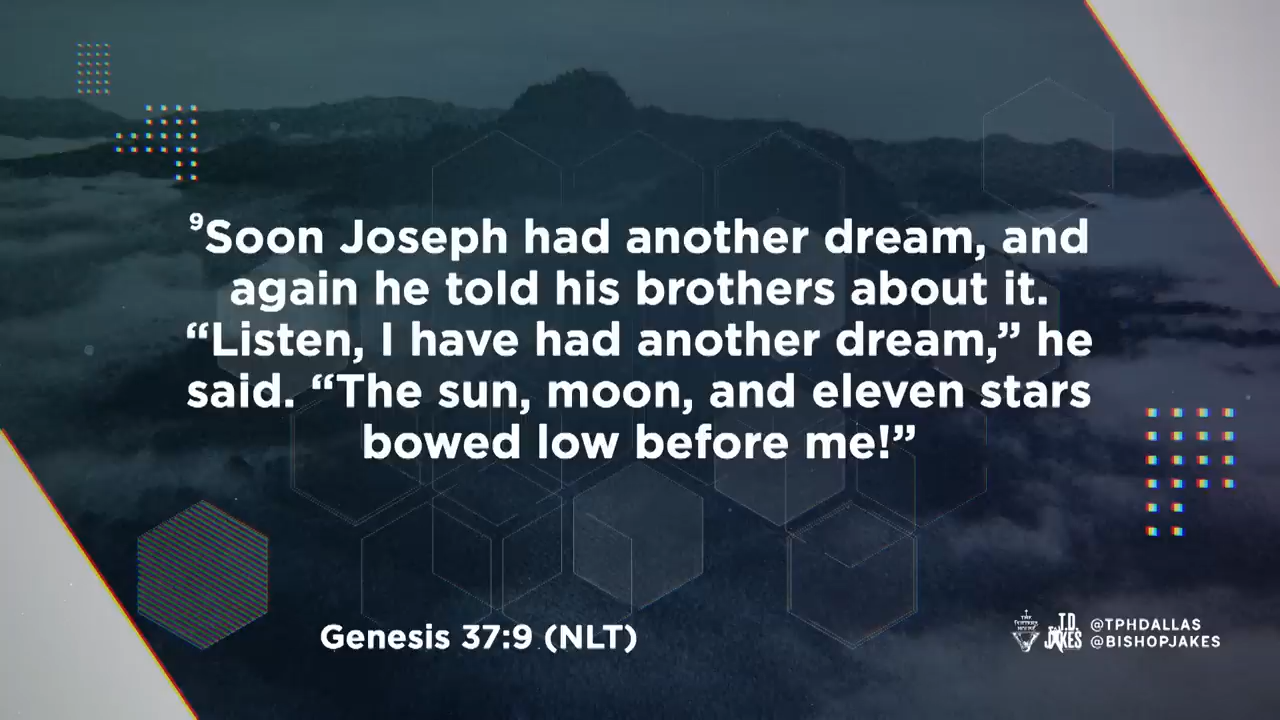 ⁹Soon Joseph had another dream, and
again he told his brothers about it.
“Listen, I have had another dream,” he
said. “The sun, moon, and eleven stars
bowed low before me!”
Genesis 37:9 (NLT)
T.D. JAKES
@TPHDALLAS
@BISHOPJAKES